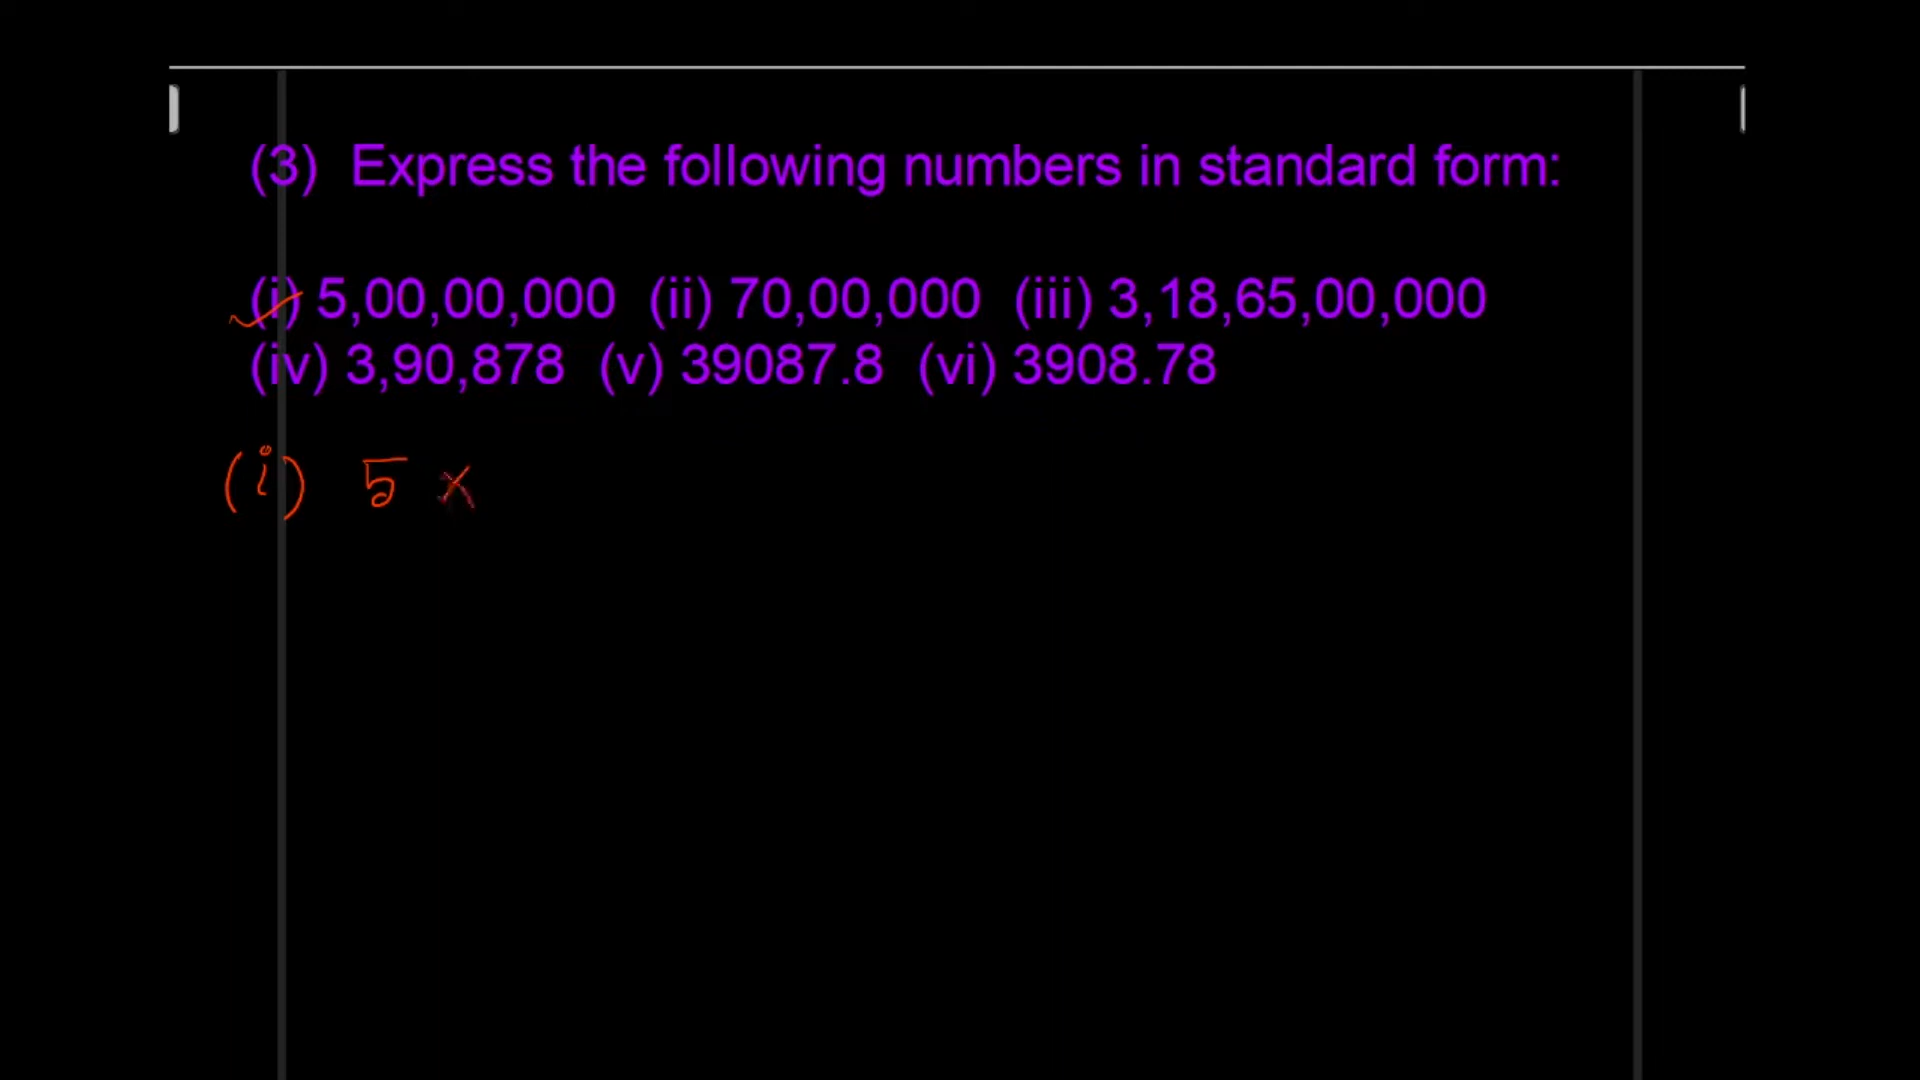 (3) Express the following numbers in standard form:
(i) 5,00,00,000 (ii) 70,00,000 (iii) 3,18,65,00,000
(iv) 3,90,878 (v) 39087.8 (vi) 3908.78
(i) 5 ×